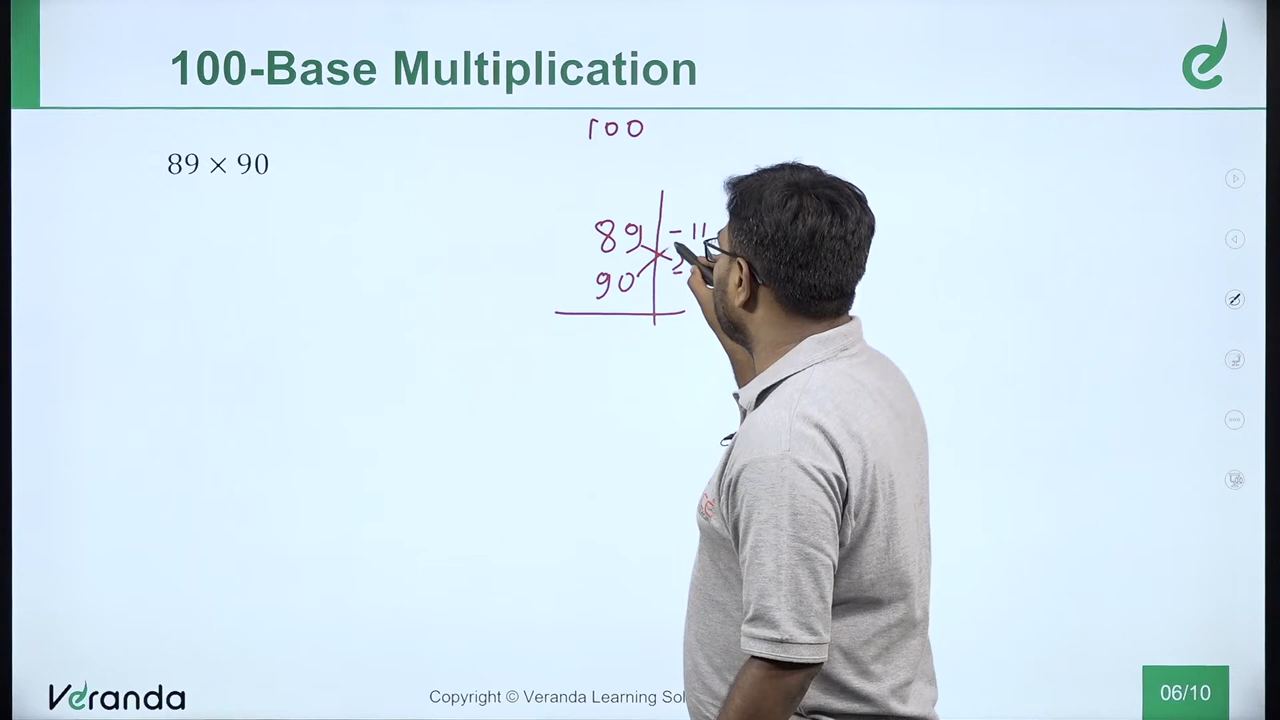 100-Base Multiplication
100
89 × 90
89 - 11
90 -
Veranda
Copyright © Veranda Learning Sol
06/10